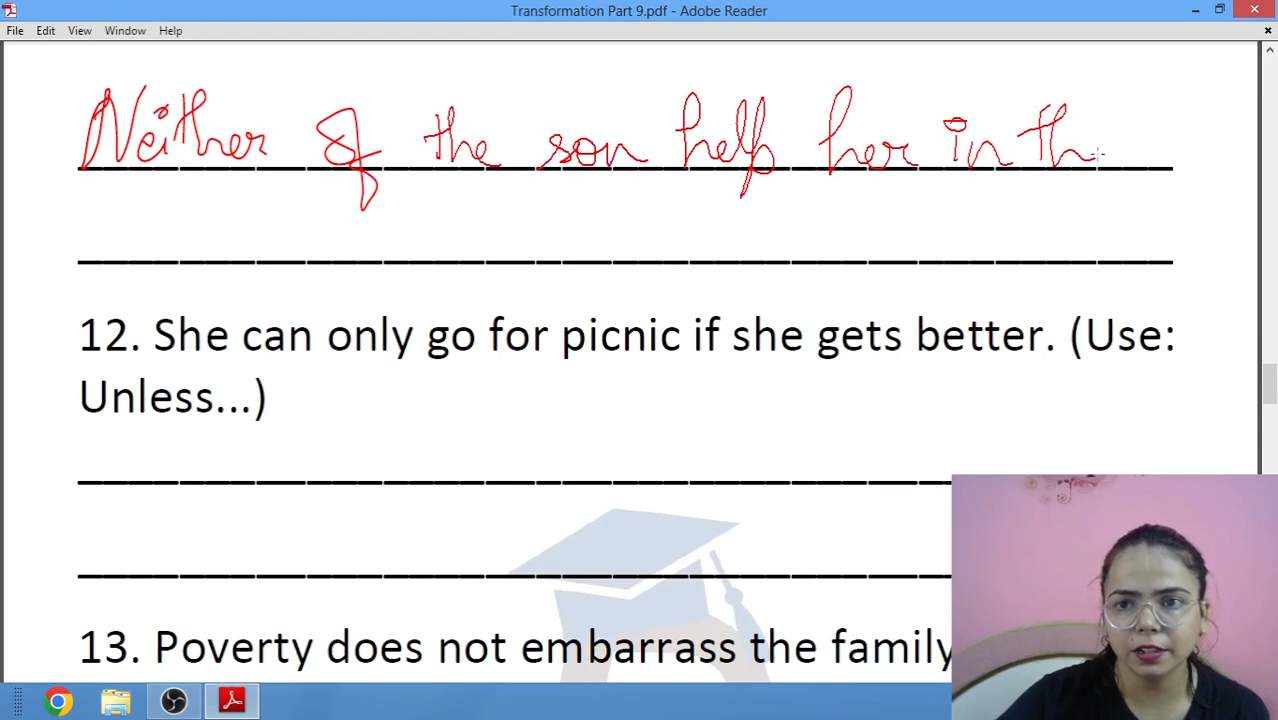 Transformation Part 9.pdf - Adobe Reader
File Edit View Window Help
Neither of the son help her in th
12. She can only go for picnic if she gets better. (Use:
Unless...)
13. Poverty does not embarrass the family